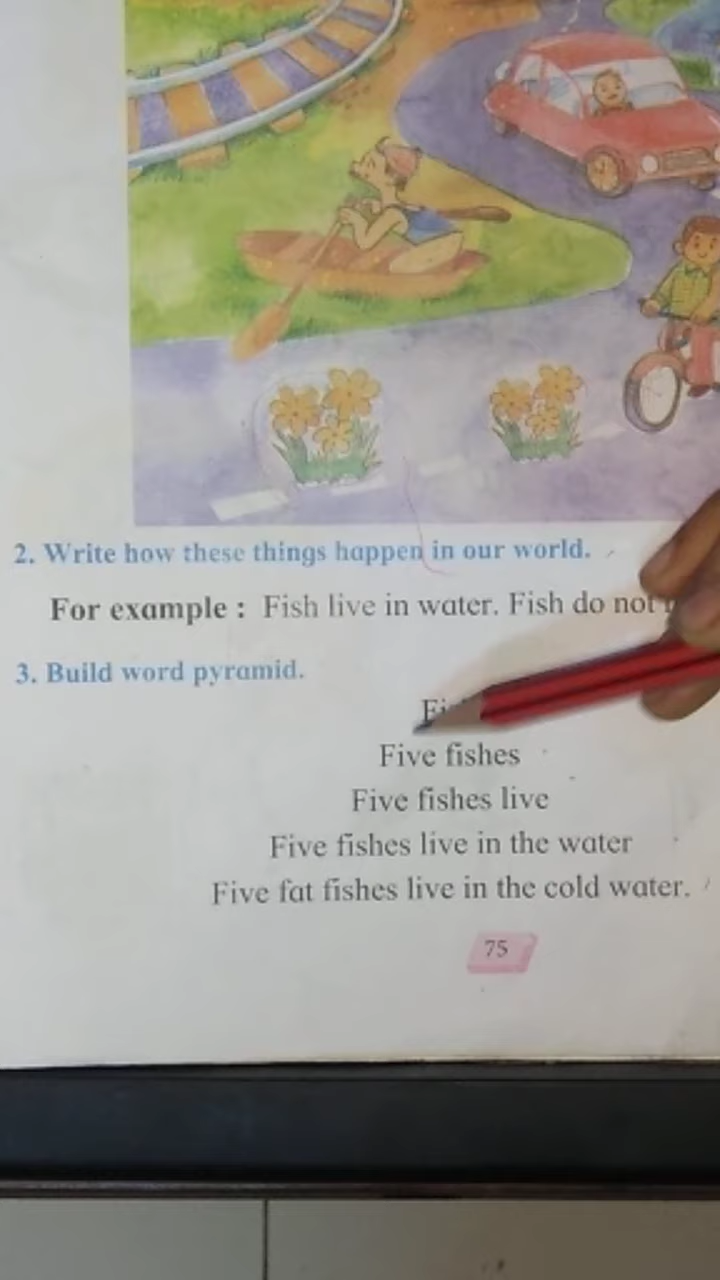 2. Write how these things happen in our world.
For example : Fish live in water. Fish do not
3. Build word pyramid.
Five fishes
Five fishes live
Five fishes live in the water
Five fat fishes live in the cold water.
75